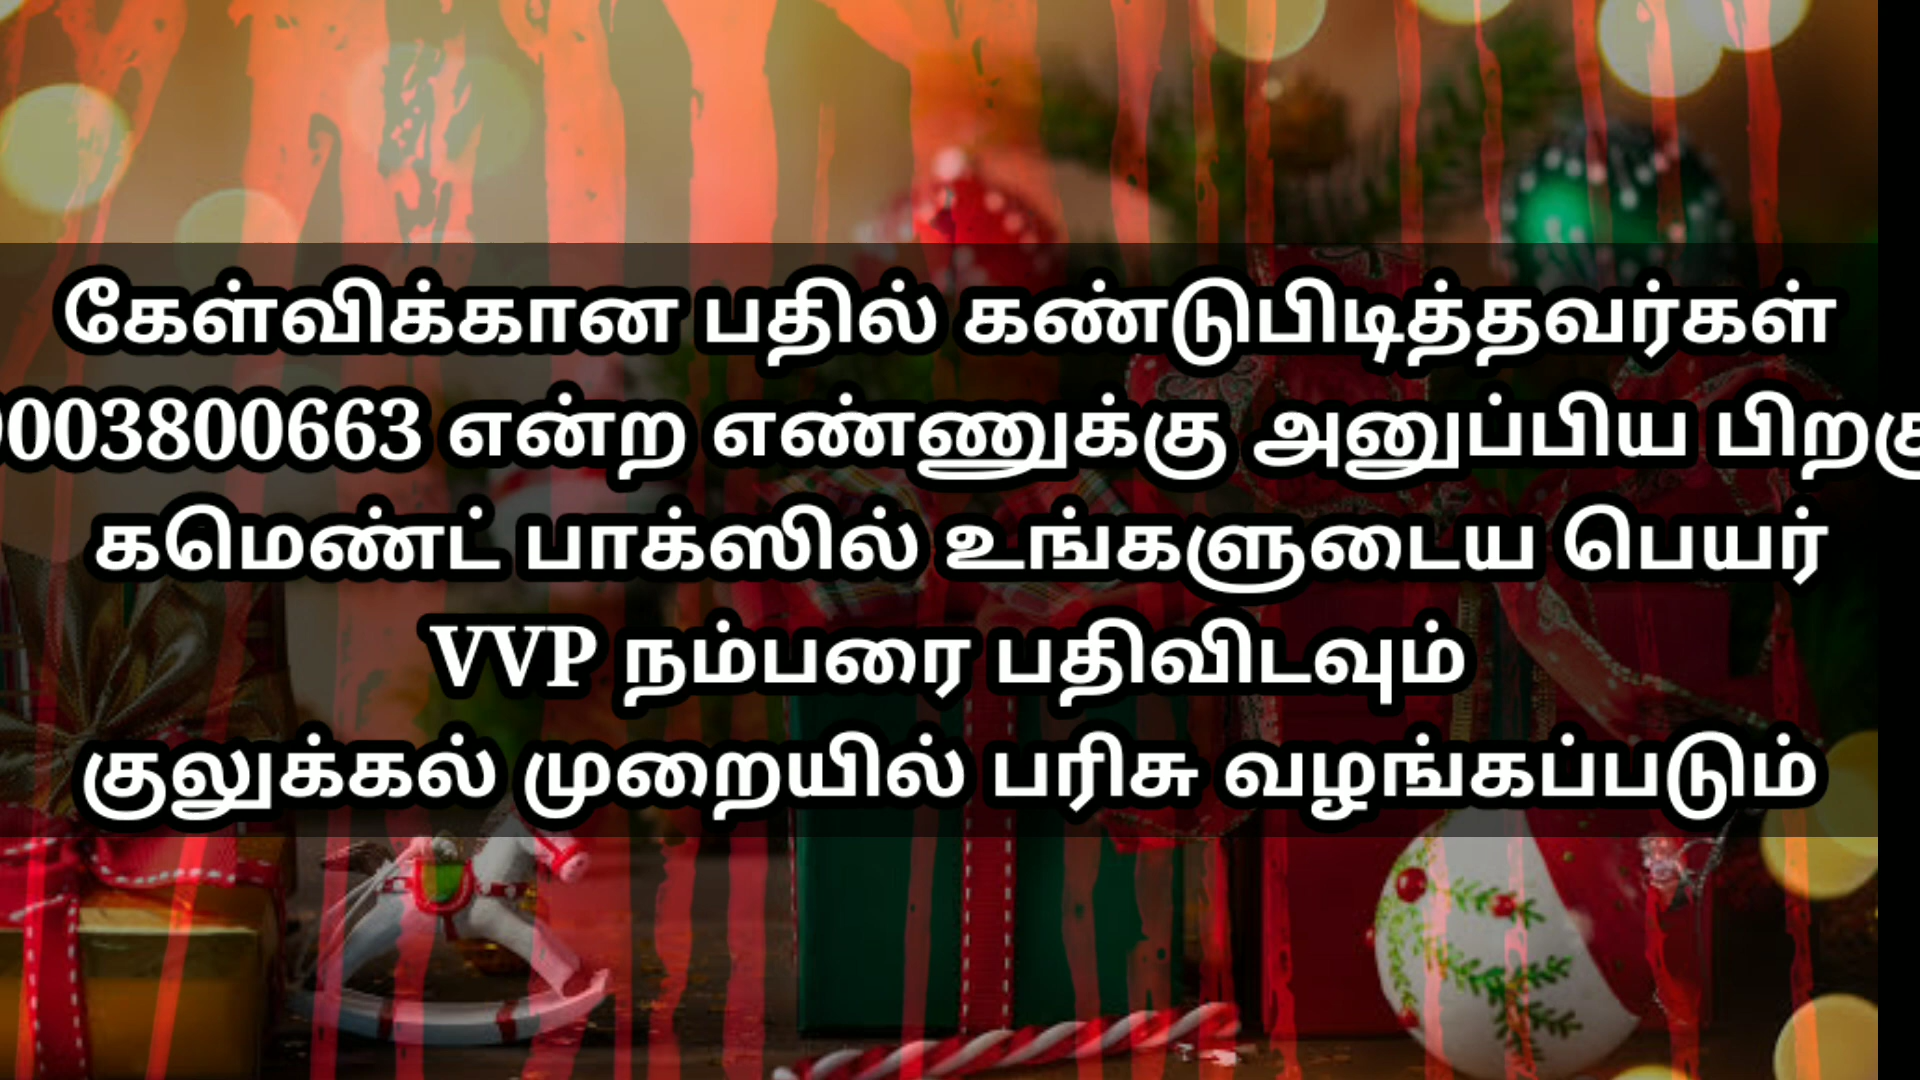 கேள்விக்கான பதில் கண்டுபிடித்தவர்கள்
9003800663 என்ற எண்ணுக்கு அனுப்பிய பிறகு
கமெண்ட் பாக்ஸில் உங்களுடைய பெயர்
VVP நம்பரை பதிவிடவும்
குலுக்கல் முறையில் பரிசு வழங்கப்படும்